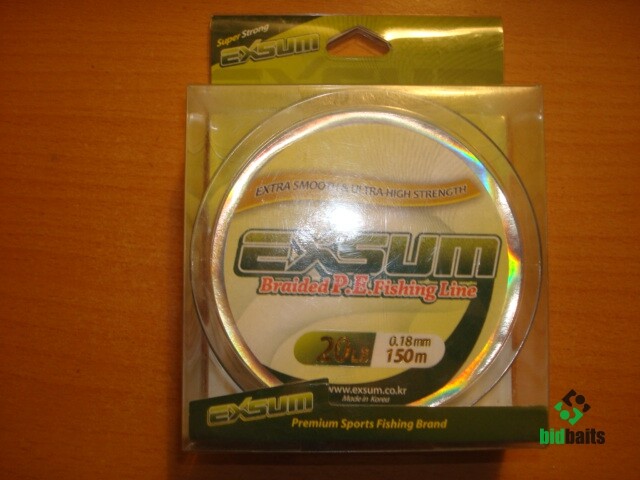 Super Strong
EXSUM
EXTRA SMOOTH & ULTRA HIGH STRENGTH
EXSUM
Braided P.E. Fishing Line
20LB
0.18mm
150m
www.exsum.co.kr
Made in Korea
EXSUM
Premium Sports Fishing Brand
bidbaits